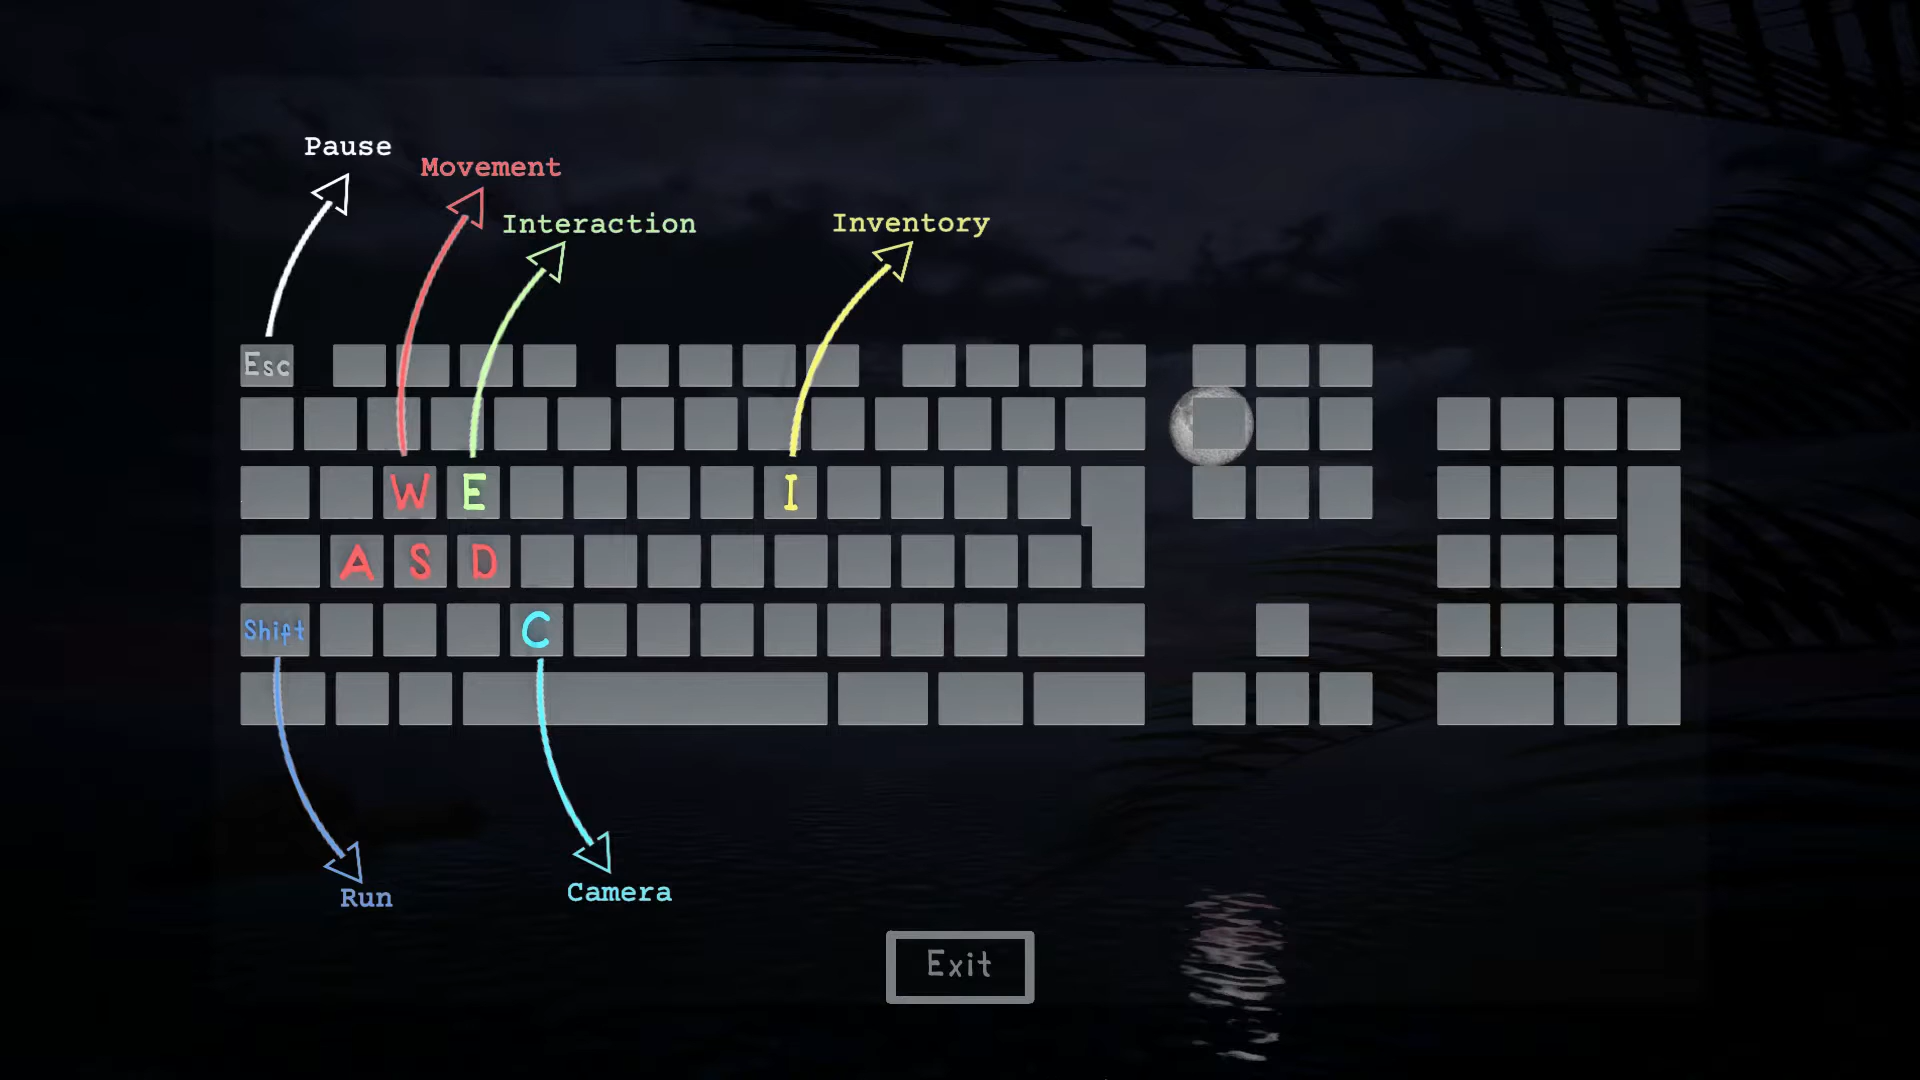 Pause
Movement
Interaction
Inventory
Esc
W E I
A S D
Shift C
Run
Camera
Exit